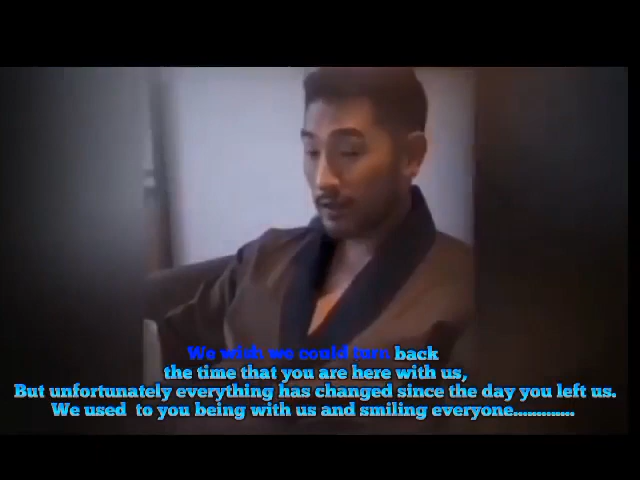 We wish we could turn back
the time that you are here with us,
But unfortunately everything has changed since the day you left us.
We used to you being with us and smiling everyone.............